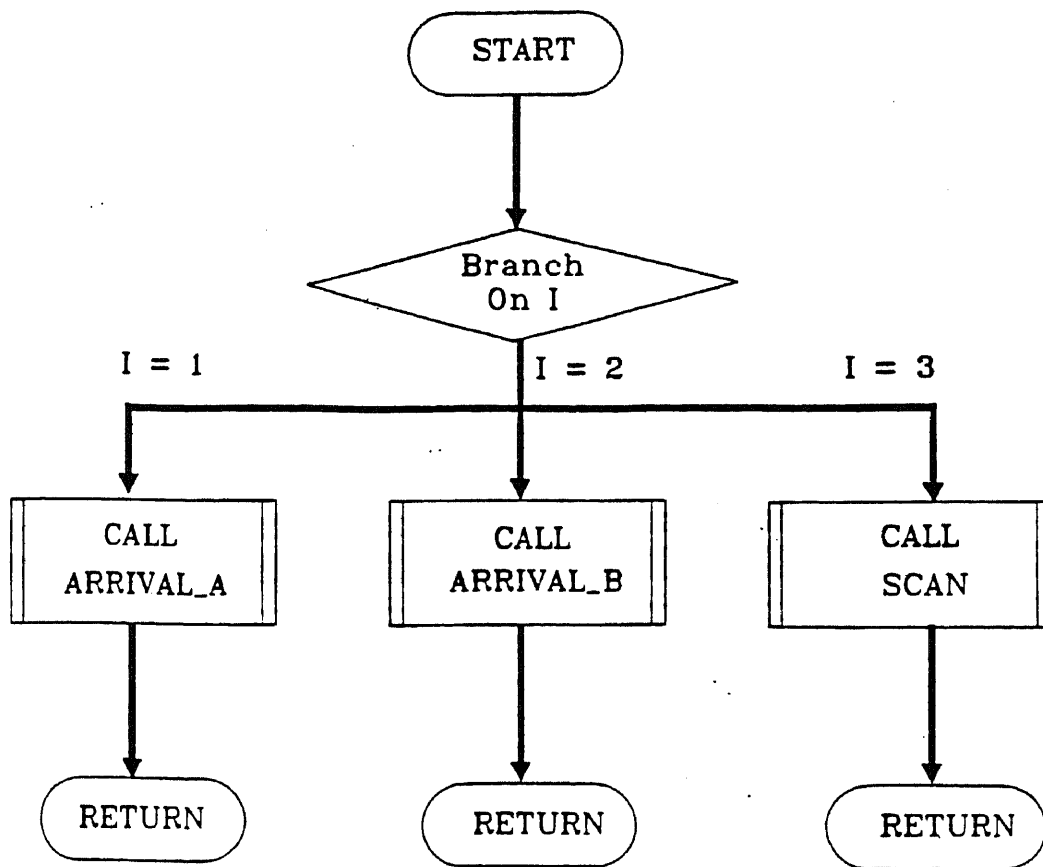 START
Branch
On I
I = 1
I = 2
I = 3
CALL
ARRIVAL_A
CALL
ARRIVAL_B
CALL
SCAN
RETURN
RETURN
RETURN